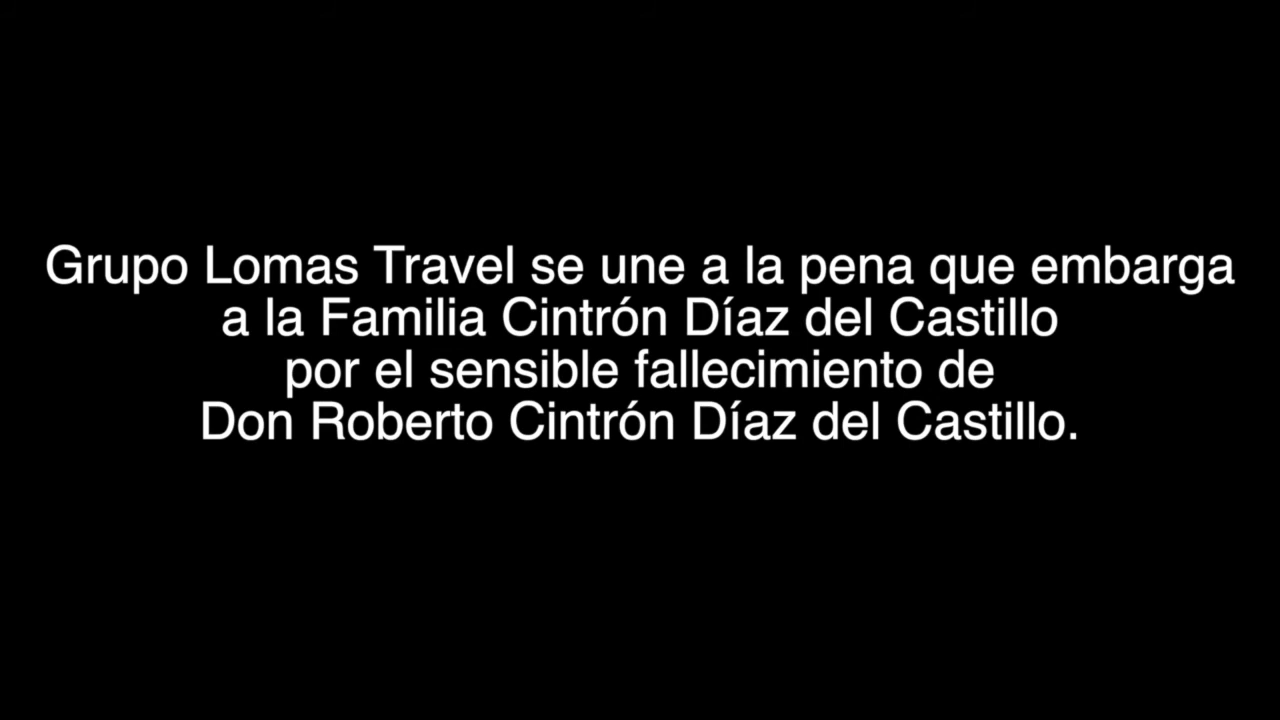 Grupo Lomas Travel se une a la pena que embarga
a la Familia Cintrón Díaz del Castillo
por el sensible fallecimiento de
Don Roberto Cintrón Díaz del Castillo.